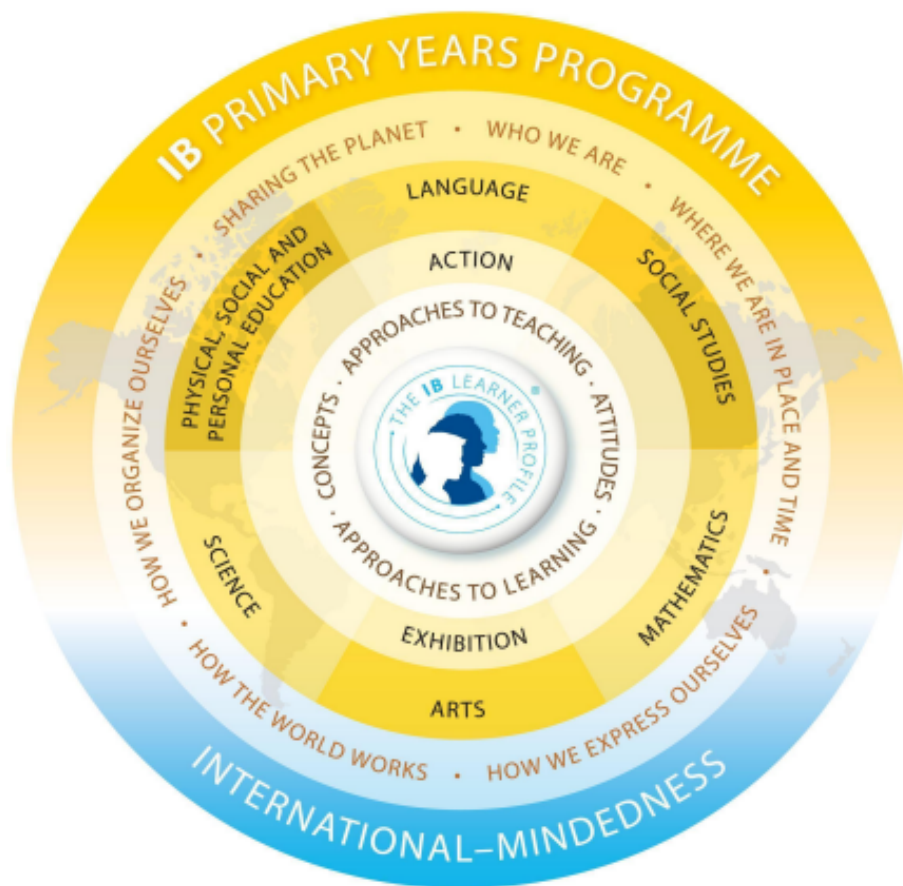 IB PRIMARY YEARS PROGRAMME
SHARING THE PLANET • WHO WE ARE • WHERE WE ARE IN PLACE AND TIME • HOW WE EXPRESS OURSELVES • HOW THE WORLD WORKS • HOW WE ORGANIZE OURSELVES •
LANGUAGE
SOCIAL STUDIES
MATHEMATICS
ARTS
SCIENCE
PHYSICAL, SOCIAL AND
PERSONAL EDUCATION
ACTION
EXHIBITION
APPROACHES TO TEACHING · ATTITUDES · APPROACHES TO LEARNING · CONCEPTS ·
THE IB LEARNER PROFILE
®
INTERNATIONAL–MINDEDNESS